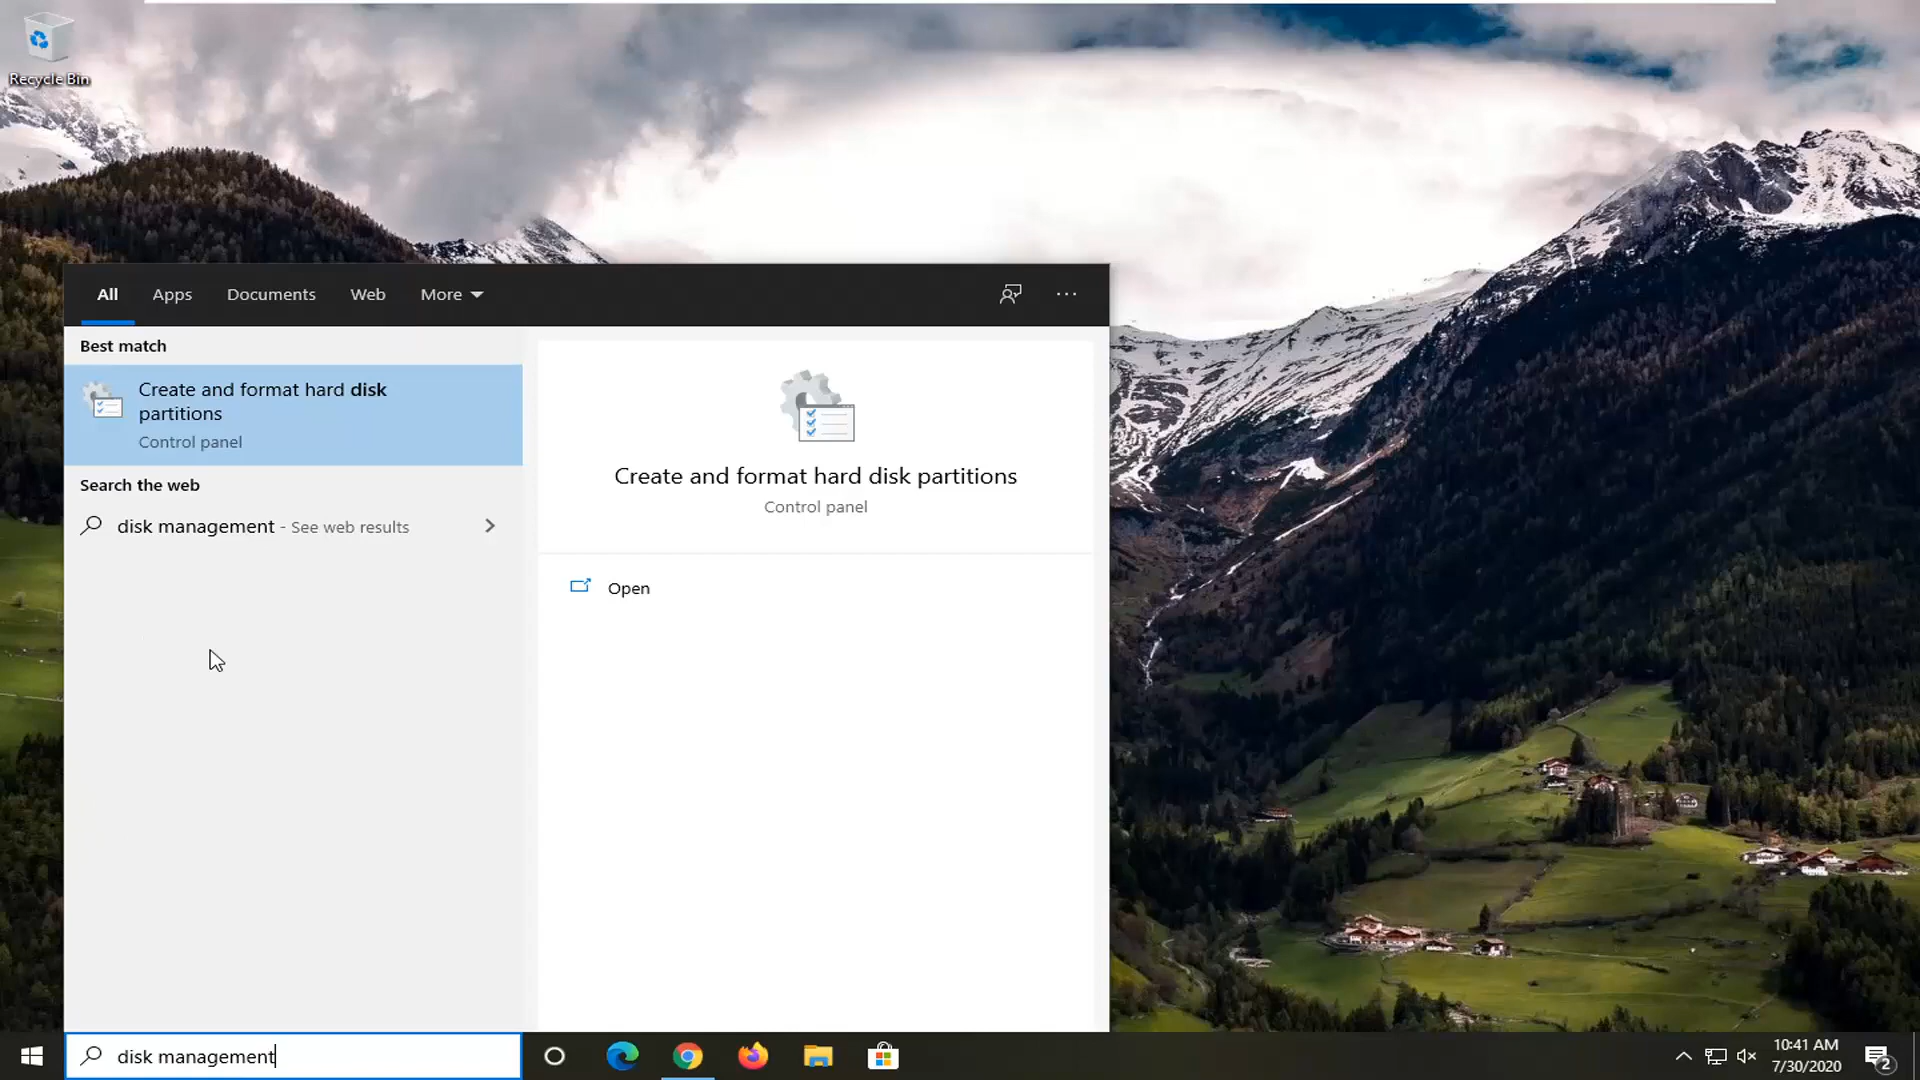 Recycle Bin
All Apps Documents Web More
Best match
Create and format hard disk
partitions
Control panel
Search the web
disk management - See web results
Create and format hard disk partitions
Control panel
Open
disk management
10:41 AM
7/30/2020
2